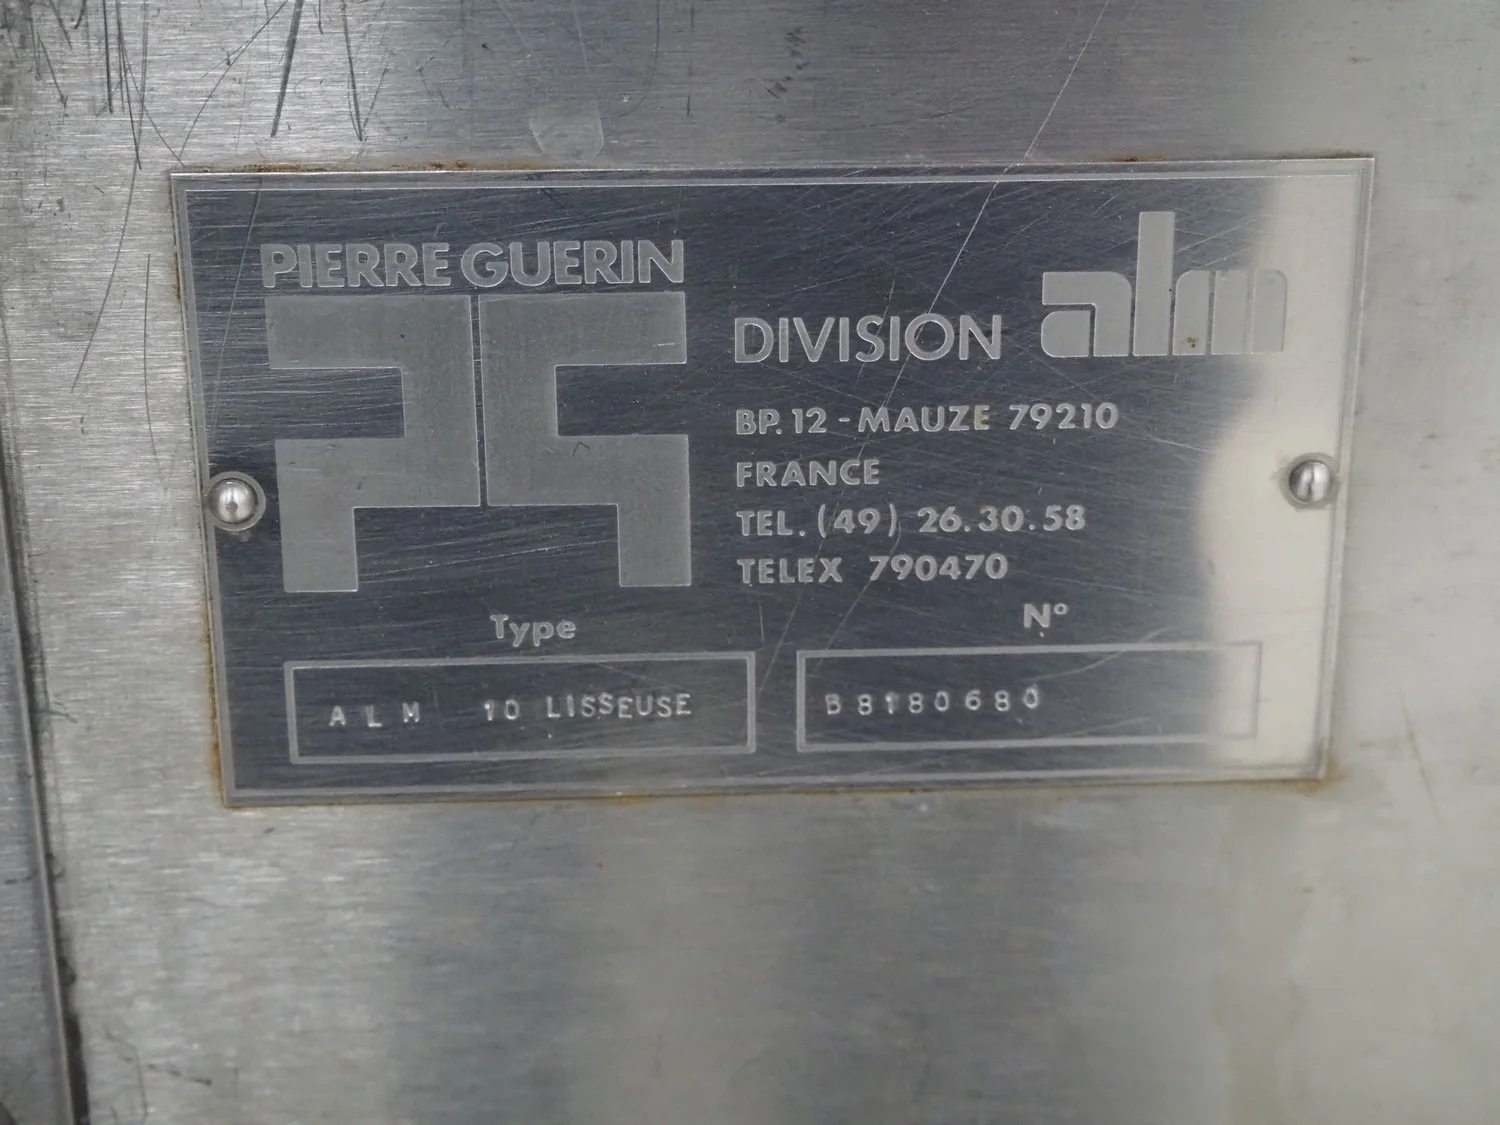 PIERRE GUERIN
DIVISION alm
BP. 12 - MAUZE 79210
FRANCE
TEL. (49) 26.30.58
TELEX 790470
Type
ALM 10 LISSEUSE
N°
B8180680